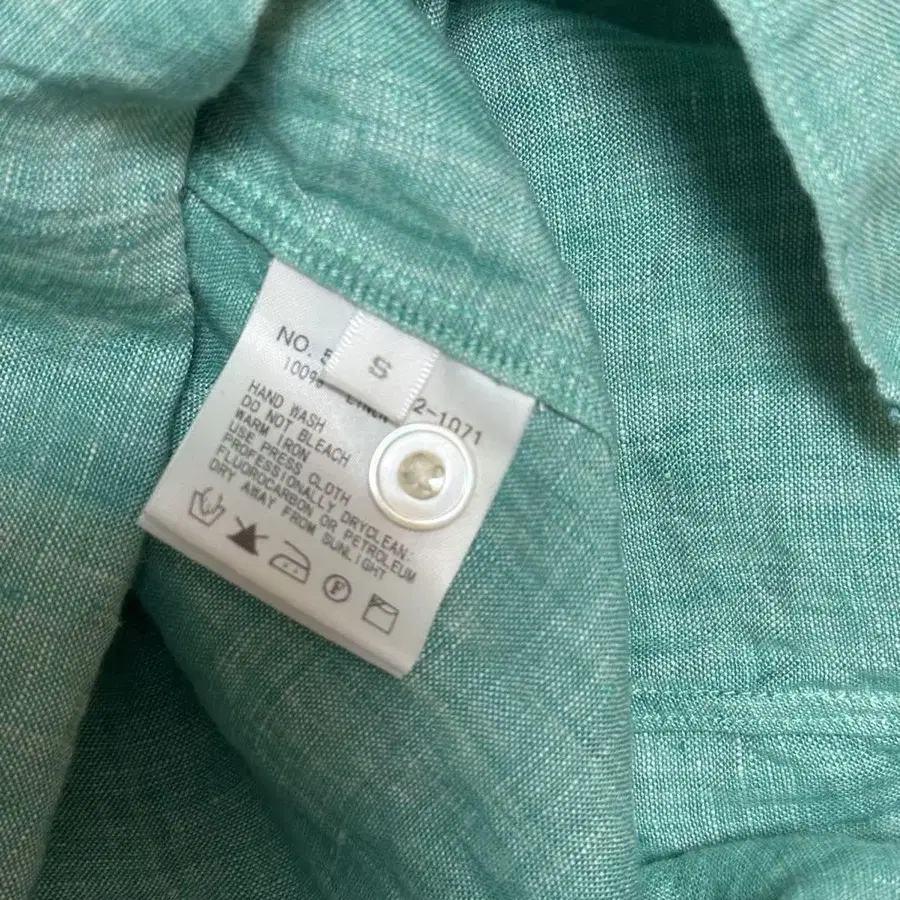 S
NO. 5
2-1071
100% LINEN
HAND WASH
DO NOT BLEACH
WARM IRON
USE PRESS CLOTH
PROFESSIONALLY DRYCLEAN:
FLUOROCARBON OR PETROLEUM
DRY AWAY FROM SUNLIGHT
F